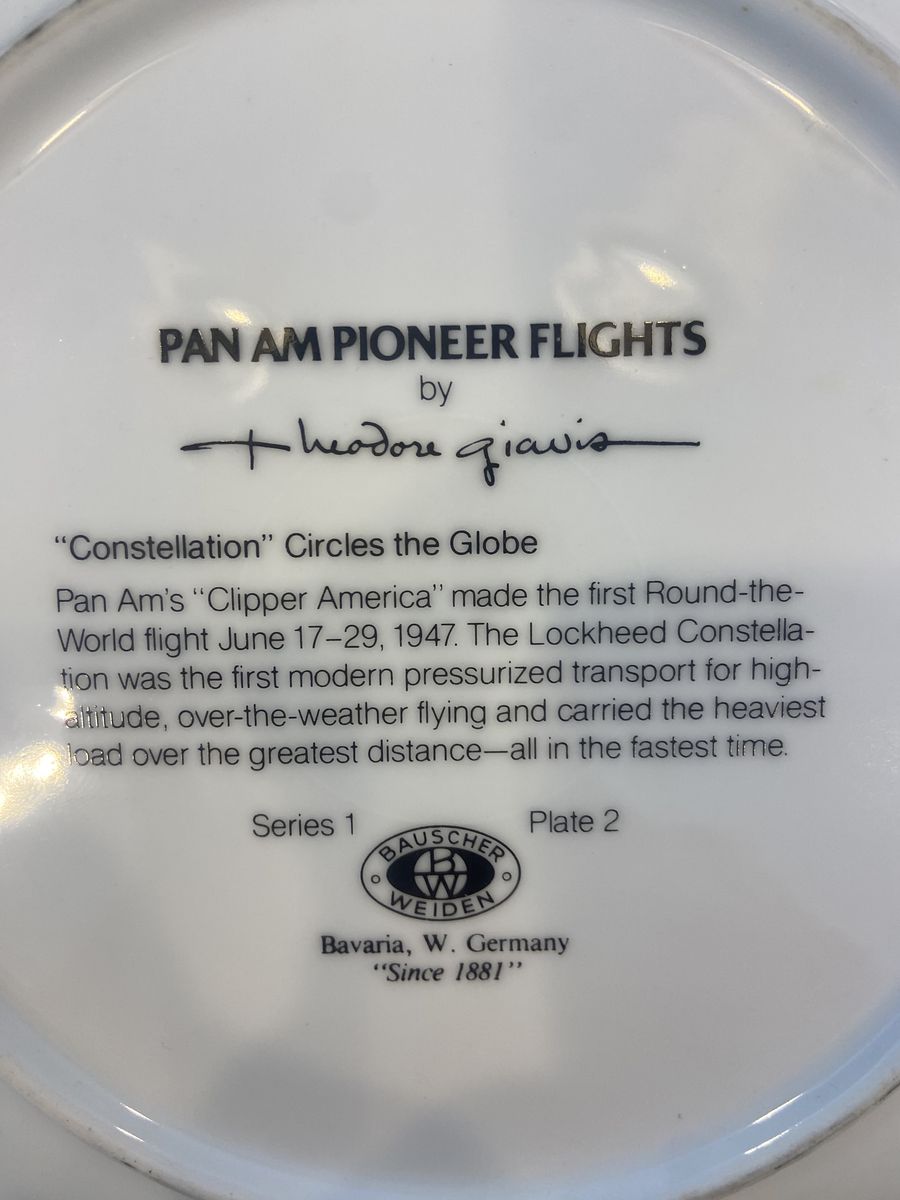 PAN AM PIONEER FLIGHTS
by
theodore giavis
“Constellation” Circles the Globe
Pan Am's “Clipper America” made the first Round-the-
World flight June 17–29, 1947. The Lockheed Constella-
tion was the first modern pressurized transport for high-
altitude, over-the-weather flying and carried the heaviest
load over the greatest distance—all in the fastest time.
Series 1 Plate 2
BAUSCHER
B
W
WEIDEN
Bavaria, W. Germany
“Since 1881”